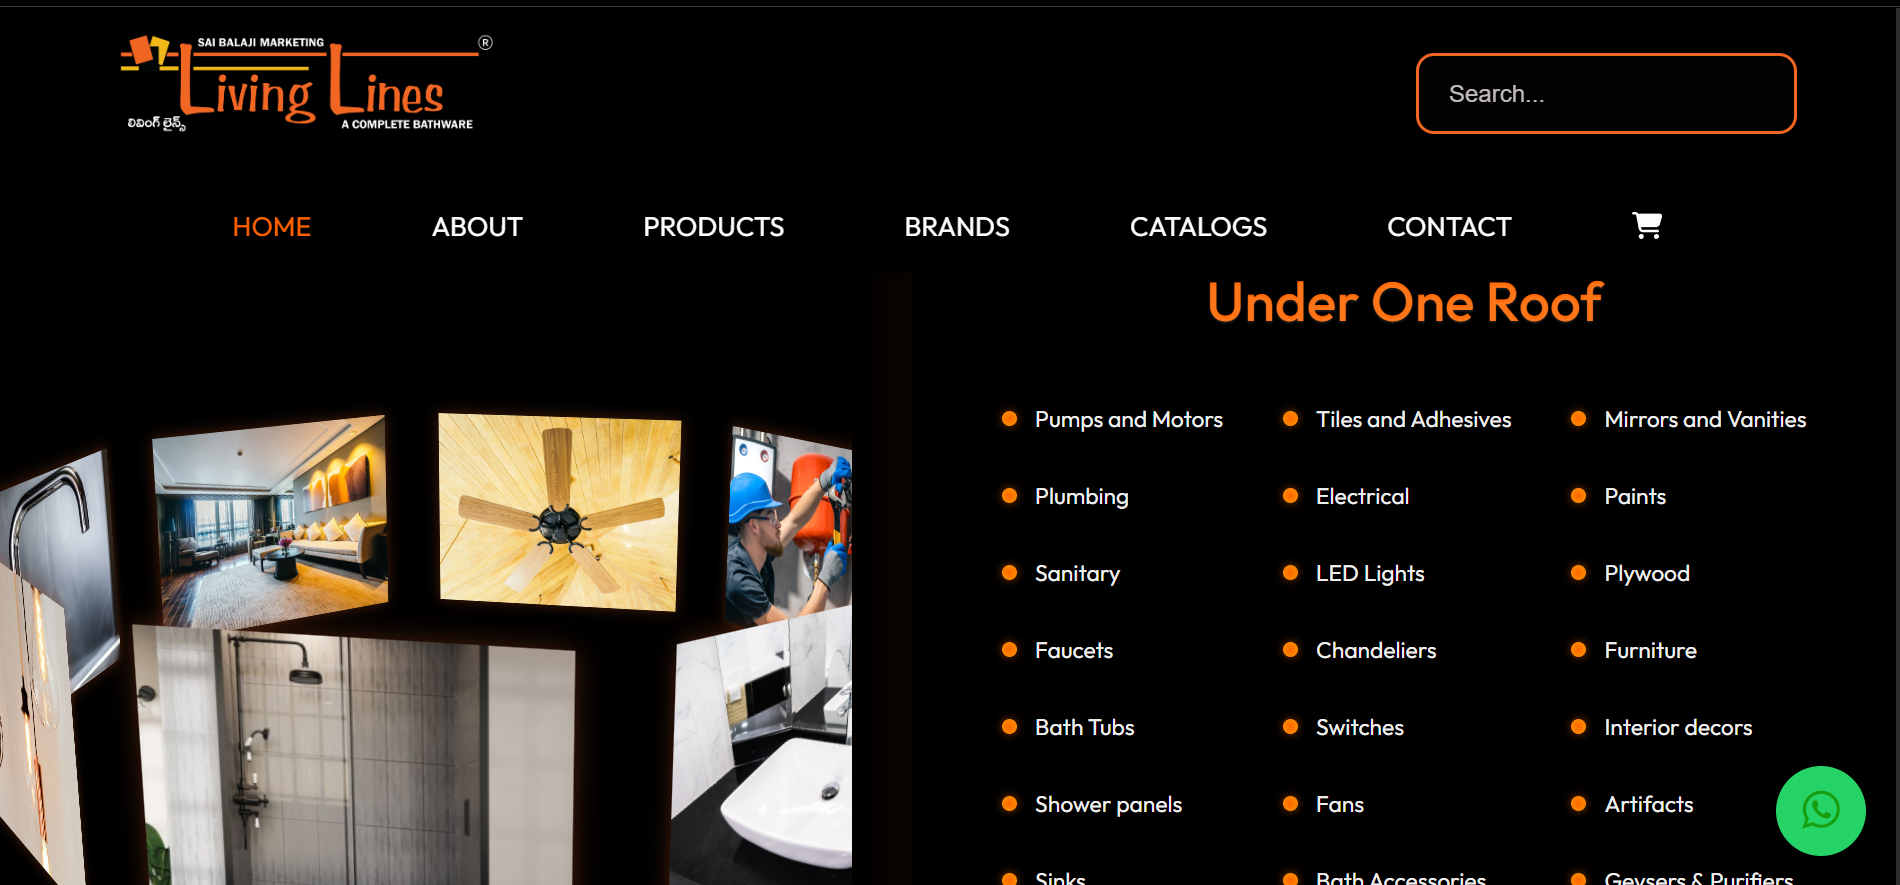 SAI BALAJI MARKETING
®
Living Lines
లివింగ్ లైన్స్
A COMPLETE BATHWARE
Search...
HOME
ABOUT
PRODUCTS
BRANDS
CATALOGS
CONTACT
Under One Roof
Pumps and Motors
Tiles and Adhesives
Mirrors and Vanities
Plumbing
Electrical
Paints
Sanitary
LED Lights
Plywood
Faucets
Chandeliers
Furniture
Bath Tubs
Switches
Interior decors
Shower panels
Fans
Artifacts
Sinks
Bath Accessories
Geysers & Purifiers